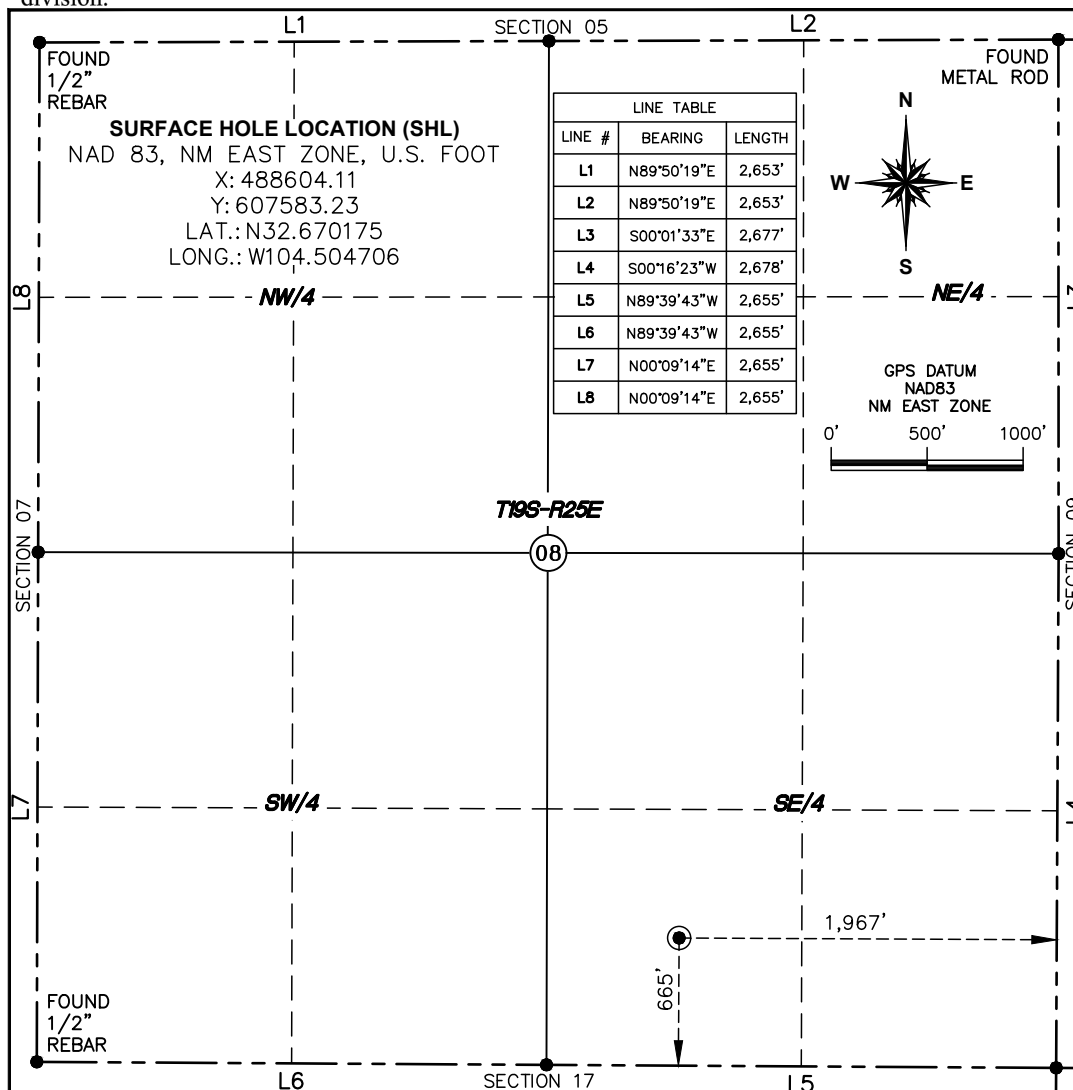 division.
L1
SECTION 05
L2
FOUND
1/2"
REBAR
FOUND
METAL ROD
SURFACE HOLE LOCATION (SHL)
NAD 83, NM EAST ZONE, U.S. FOOT
X: 488604.11
Y: 607583.23
LAT.: N32.670175
LONG.: W104.504706
LINE TABLE
LINE # BEARING LENGTH
L1 N89°50'19"E 2,653'
L2 N89°50'19"E 2,653'
L3 S00°01'33"E 2,677'
L4 S00°16'23"W 2,678'
L5 N89°39'43"W 2,655'
L6 N89°39'43"W 2,655'
L7 N00°09'14"E 2,655'
L8 N00°09'14"E 2,655'
N
W E
S
L8
NW/4
NE/4
L3
GPS DATUM
NAD83
NM EAST ZONE
0' 500' 1000'
T19S-R25E
SECTION 07
08
SECTION 09
L7
SW/4
SE/4
L4
1,967'
665'
FOUND
1/2"
REBAR
L6
SECTION 17
L5